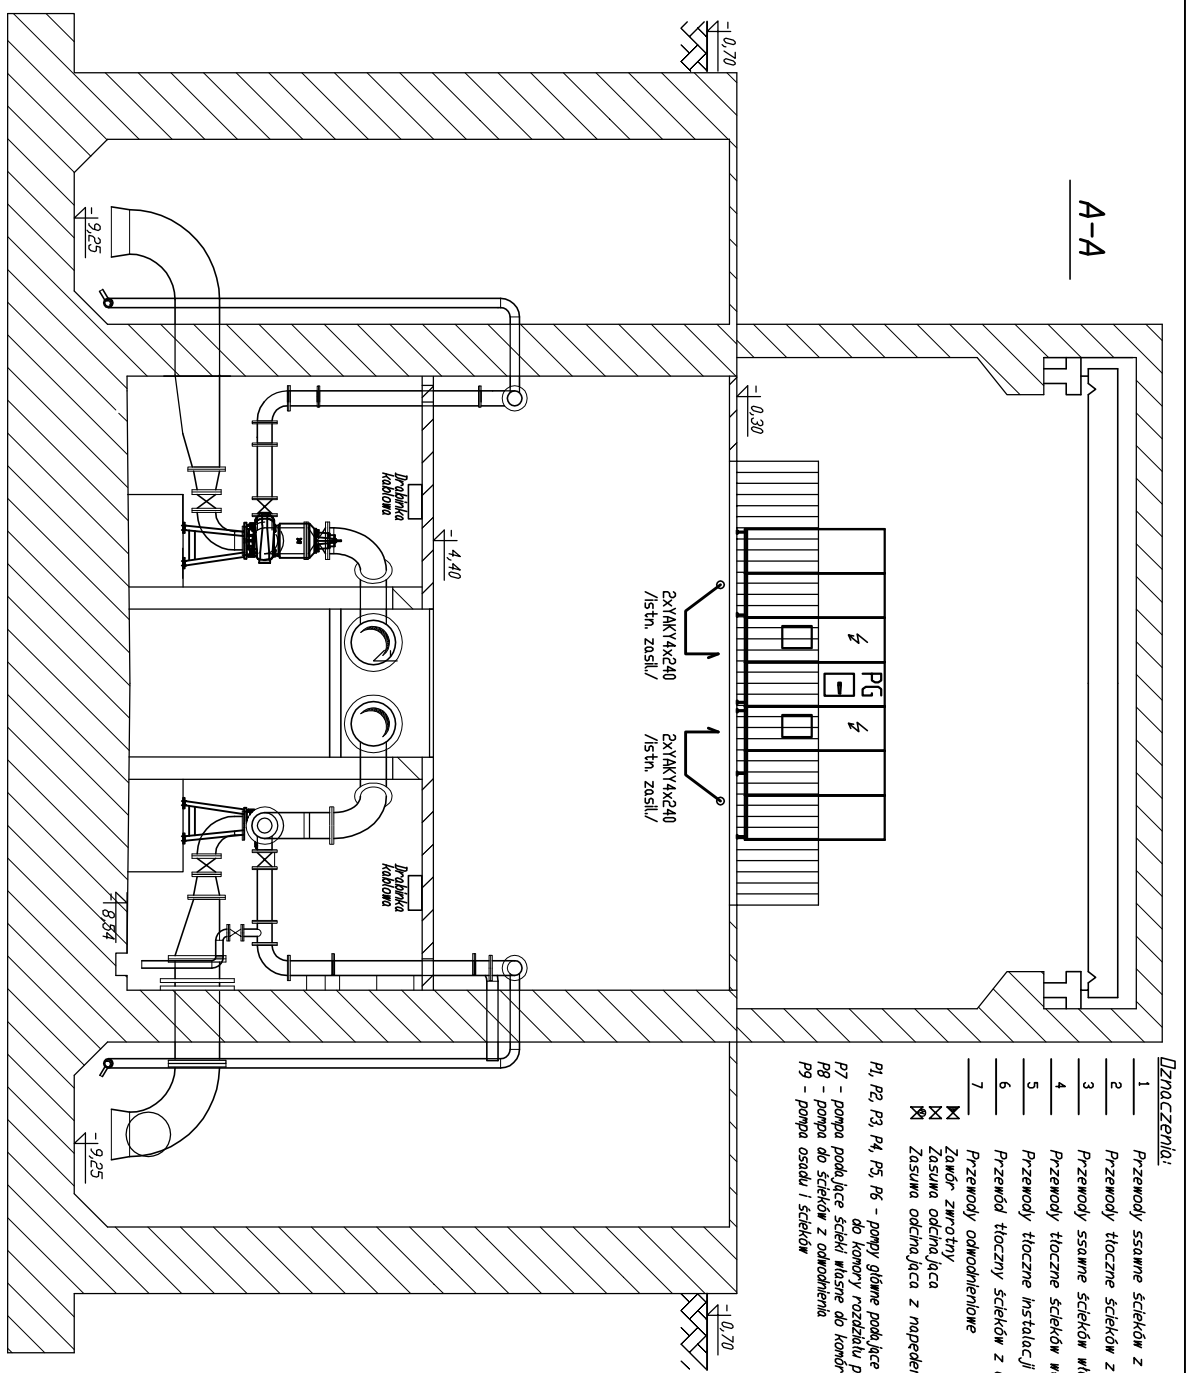 A-A
-0,70
-9,25
-0,30
Drabinka
kablowa
-4,40
2xYAKY4x240
/istn. zasil./
PG
2xYAKY4x240
/istn. zasil./
Drabinka
kablowa
-8,54
-9,25
-0,70
Oznaczenia:
1 Przewody ssawne ścieków z
2 Przewody tłoczne ścieków z
3 Przewody ssawne ścieków wł
4 Przewody tłoczne ścieków w
5 Przewody tłoczne instalacji
6 Przewód tłoczny ścieków z
7 Przewody odwodnieniowe
Zawór zwrotny
Zasuwa odcinająca
Zasuwa odcinająca z napęde
P1, P2, P3, P4, P5, P6 - pompy główne podające
do komory rozdziału p
P7 - pompa podające ścieki własne do komór
P8 - pompa do ścieków z odwodnienia
P9 - pompa osadu i ścieków